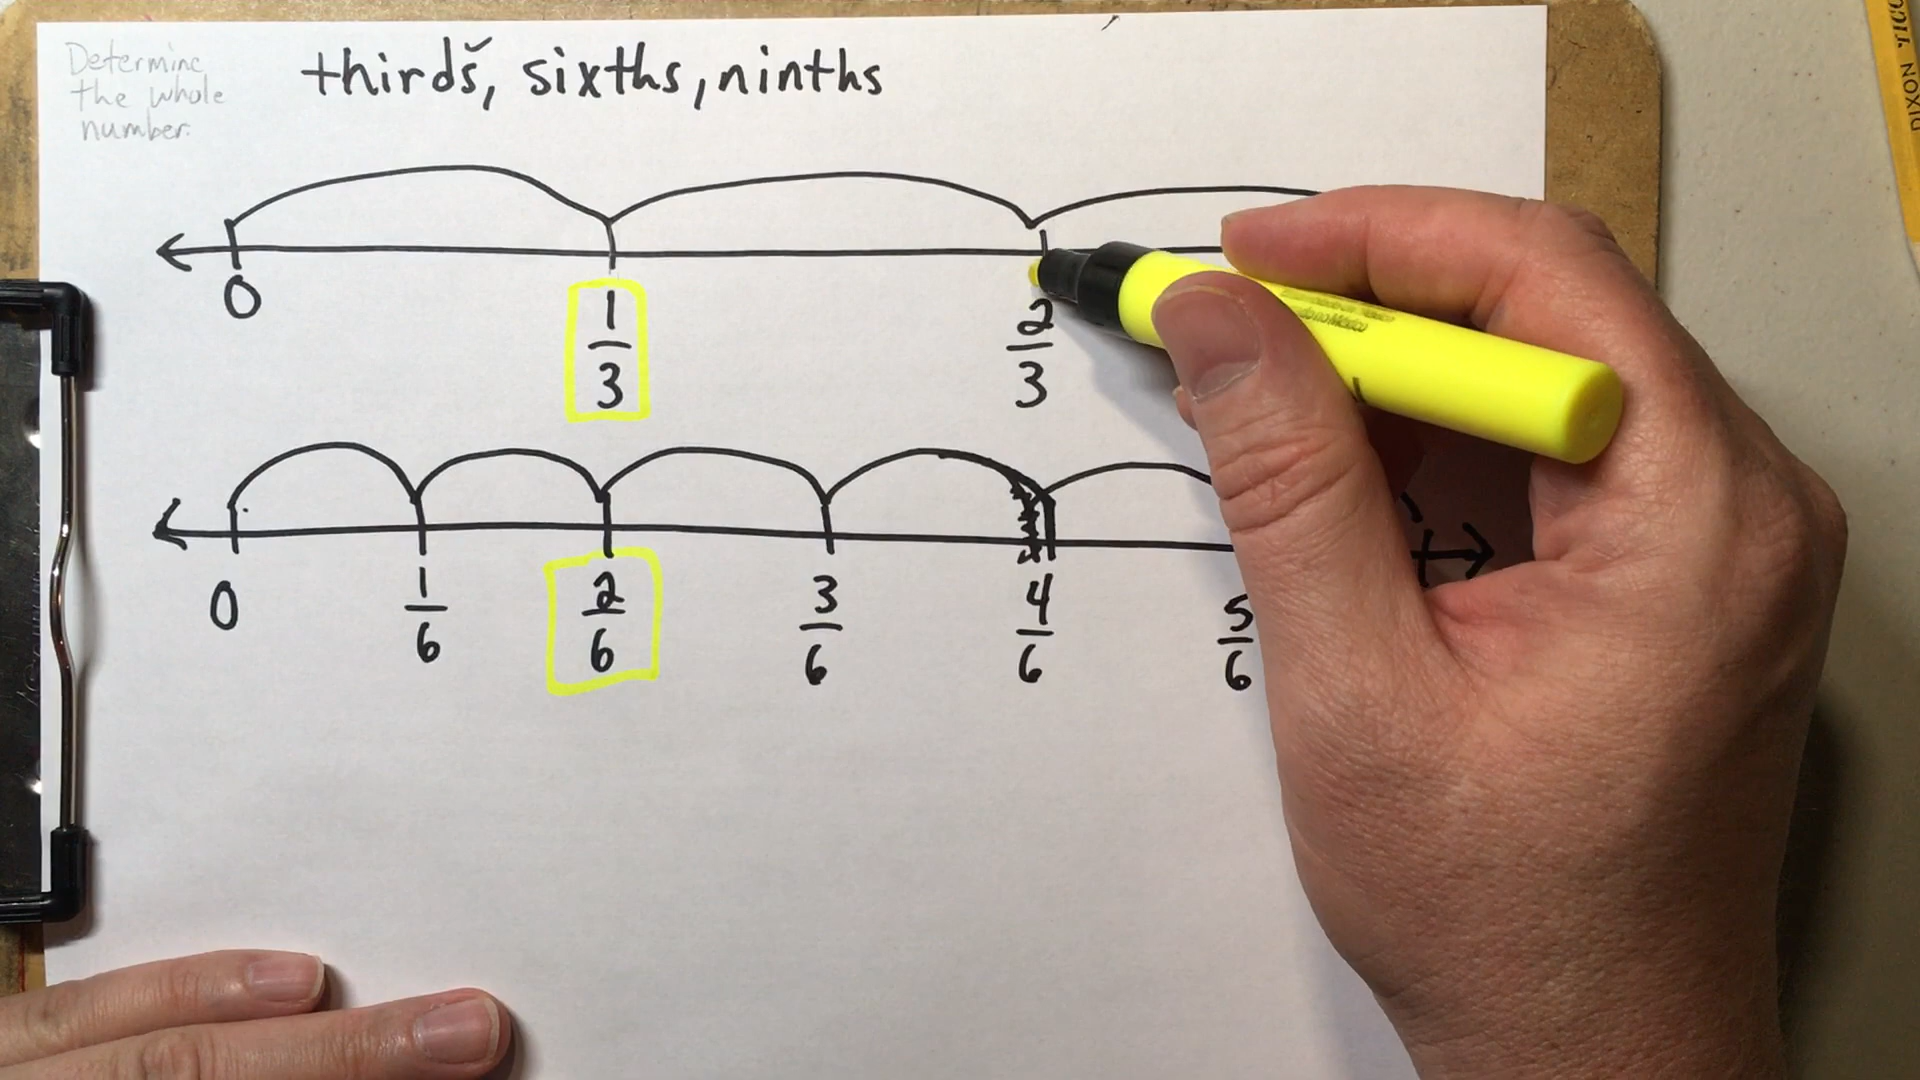 Determine
the whole
number.
thirds, sixths, ninths
0
1/3
2/3
0
1/6
2/6
3/6
4/6
5/6
DIXON